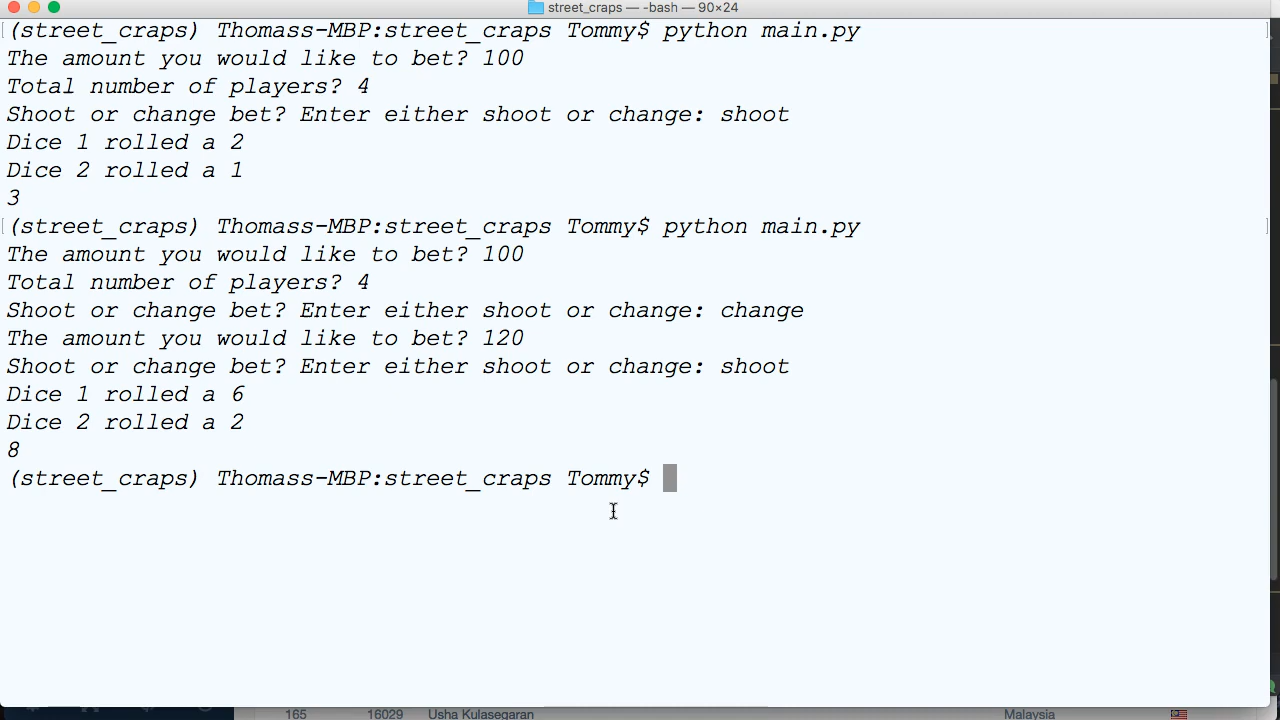 street_craps — -bash — 90×24
(street_craps) Thomass-MBP:street_craps Tommy$ python main.py
The amount you would like to bet? 100
Total number of players? 4
Shoot or change bet? Enter either shoot or change: shoot
Dice 1 rolled a 2
Dice 2 rolled a 1
3
(street_craps) Thomass-MBP:street_craps Tommy$ python main.py
The amount you would like to bet? 100
Total number of players? 4
Shoot or change bet? Enter either shoot or change: change
The amount you would like to bet? 120
Shoot or change bet? Enter either shoot or change: shoot
Dice 1 rolled a 6
Dice 2 rolled a 2
8
(street_craps) Thomass-MBP:street_craps Tommy$
165 16029 Usha Kulasegaran Malaysia